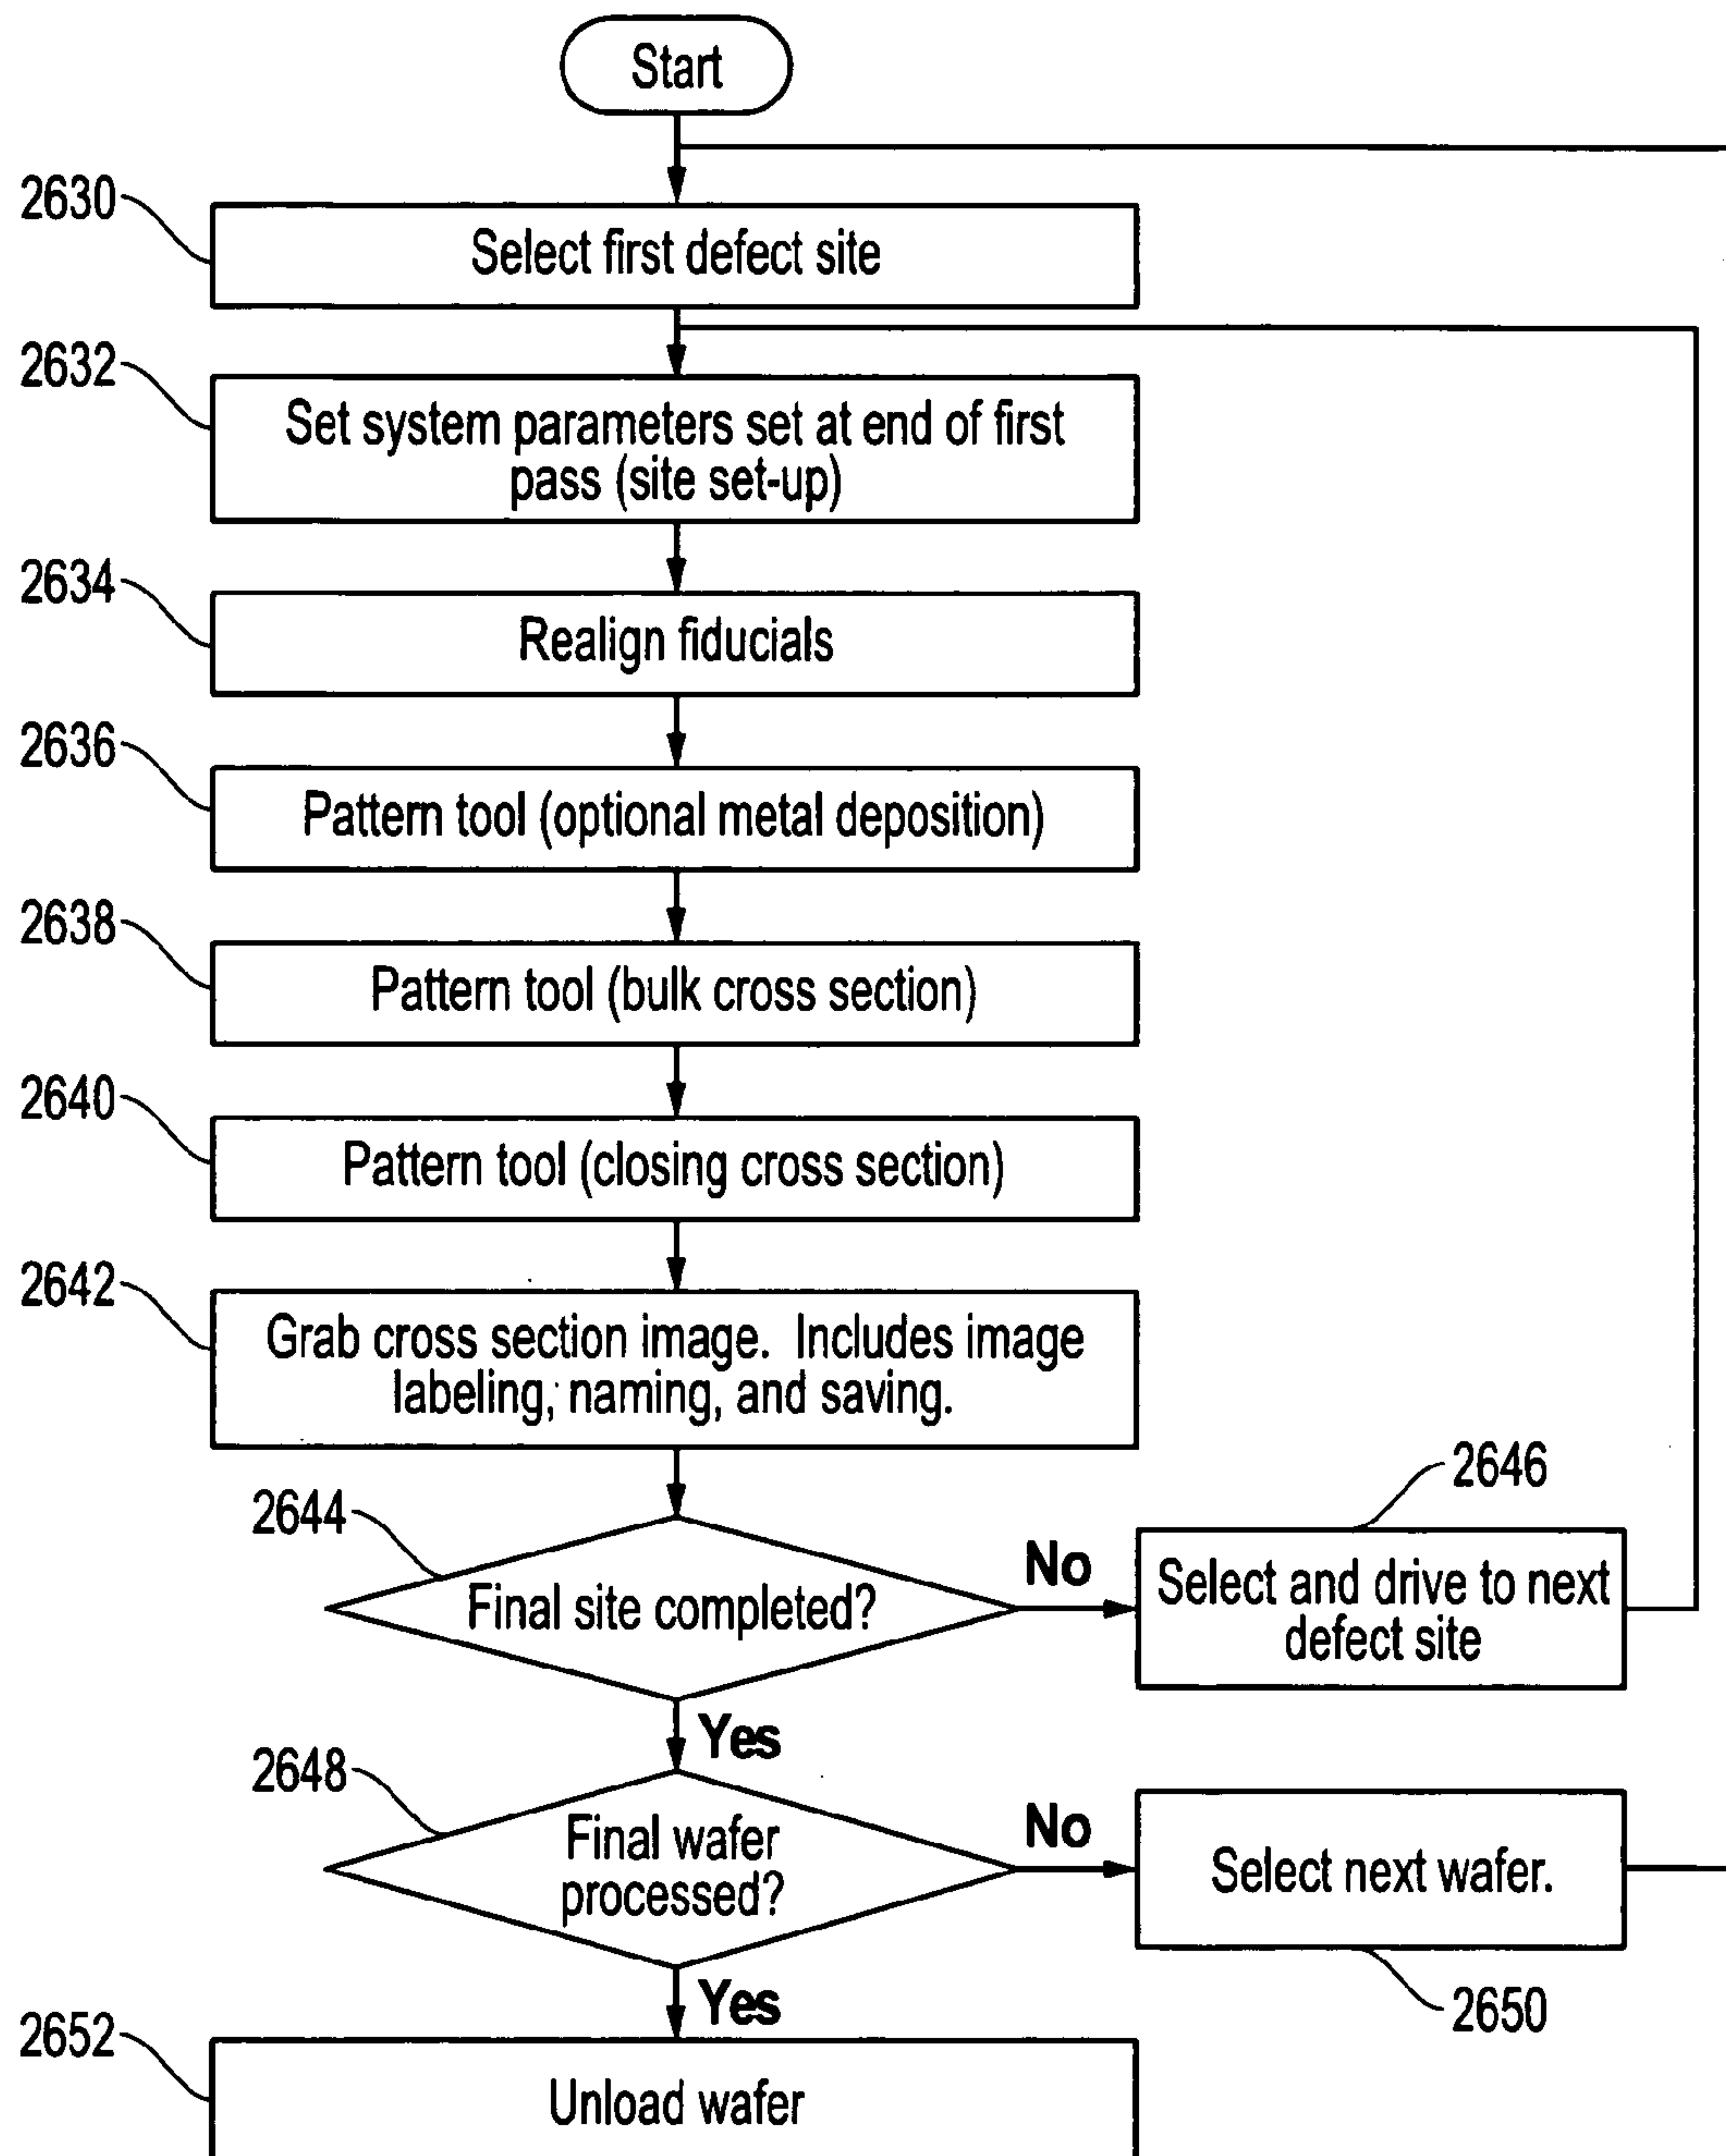 Start
2630
Select first defect site
2632
Set system parameters set at end of first
pass (site set-up)
2634
Realign fiducials
2636
Pattern tool (optional metal deposition)
2638
Pattern tool (bulk cross section)
2640
Pattern tool (closing cross section)
2642
Grab cross section image. Includes image
labeling, naming, and saving.
2644
Final site completed?
No
2646
Select and drive to next
defect site
Yes
2648
Final wafer
processed?
No
Select next wafer.
2650
Yes
2652
Unload wafer